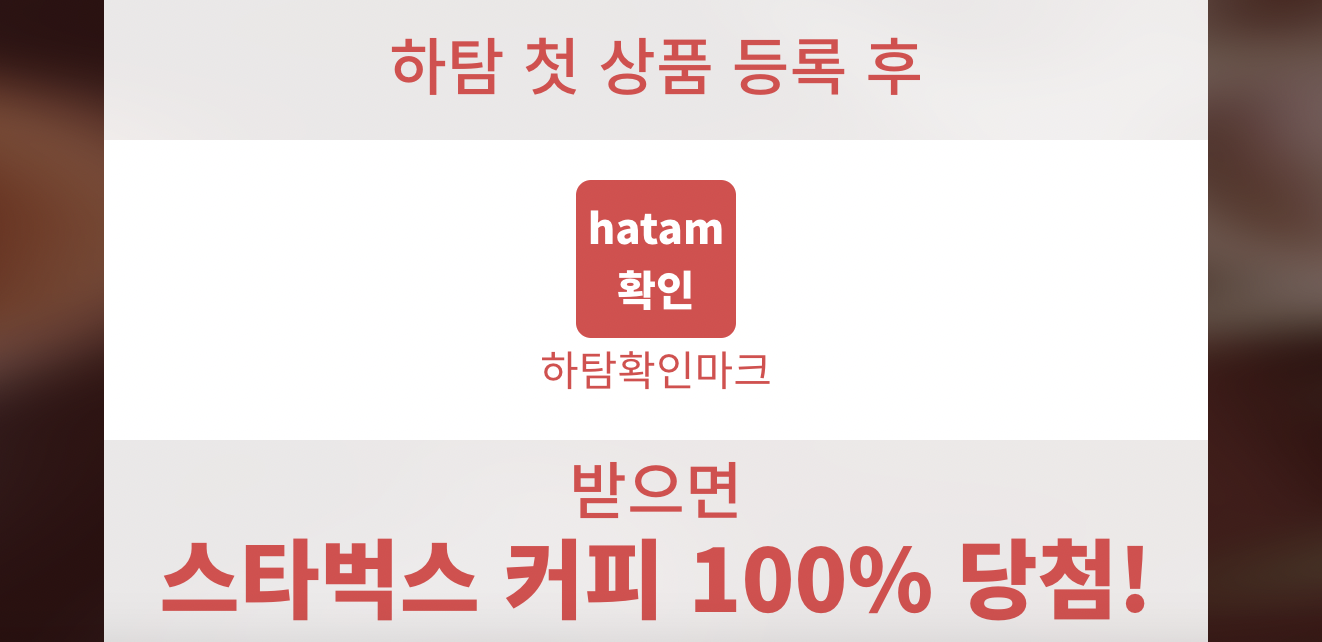 하탐 첫 상품 등록 후
hatam
확인
하탐확인마크
받으면
스타벅스 커피 100% 당첨!